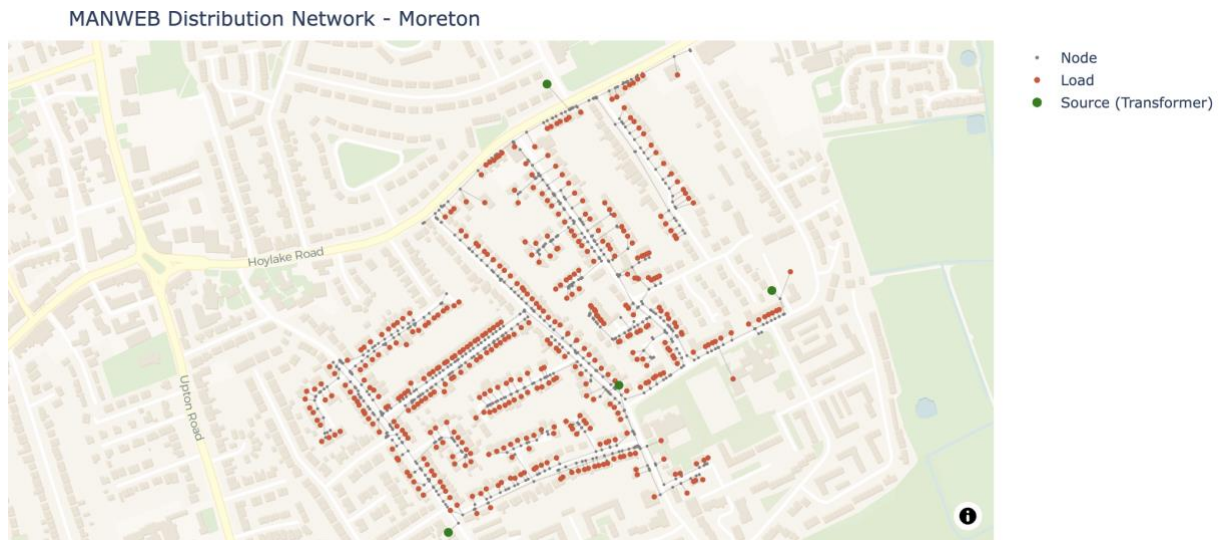 MANWEB Distribution Network - Moreton
Node
Load
Source (Transformer)
Hoylake Road
Upton Road
i